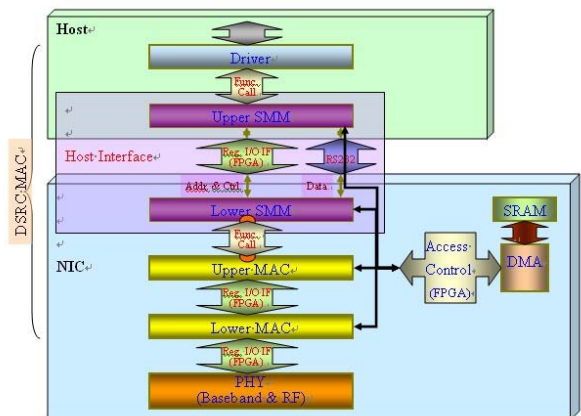 Host
Driver
Func.
Call
Upper SMM
Host Interface
Reg. I/O IF
(FPGA)
RS232
Addr. & Ctrl.
Data
DSRC MAC
Lower SMM
NIC
Func.
Call
Upper MAC
Reg. I/O IF
(FPGA)
Lower MAC
Reg. I/O IF
(FPGA)
PHY
(Baseband & RF)
Access
Control
(FPGA)
SRAM
DMA